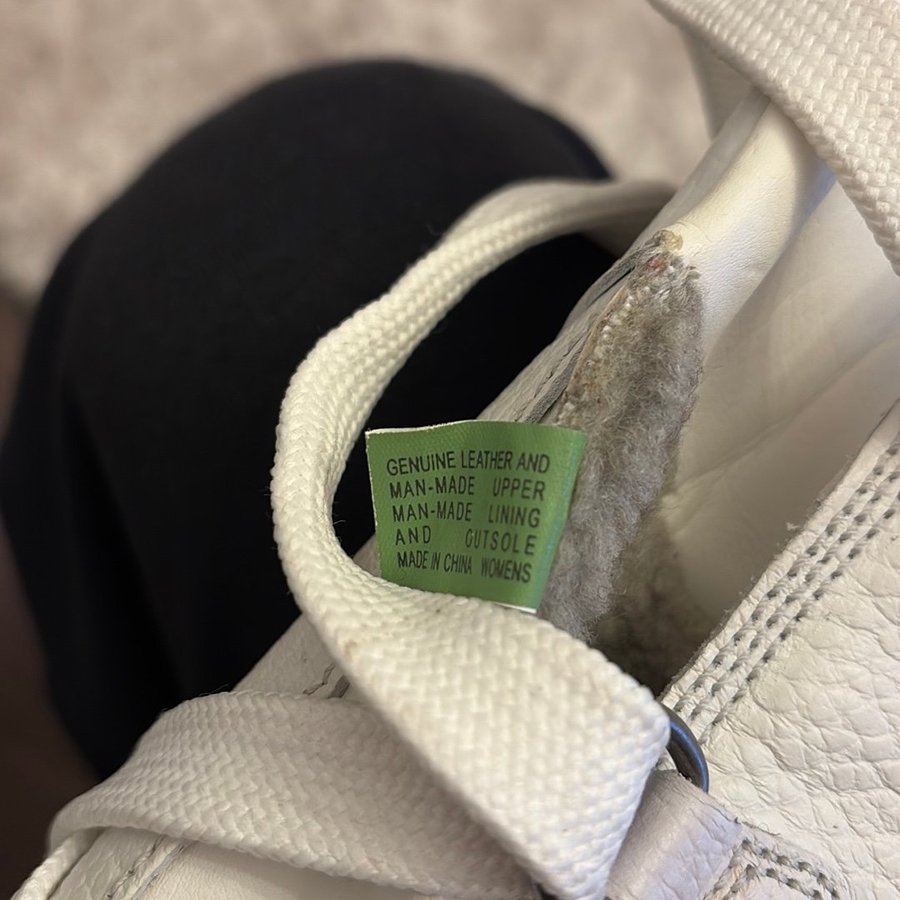 GENUINE LEATHER AND
MAN-MADE UPPER
MAN-MADE LINING
AND OUTSOLE
MADE IN CHINA WOMENS